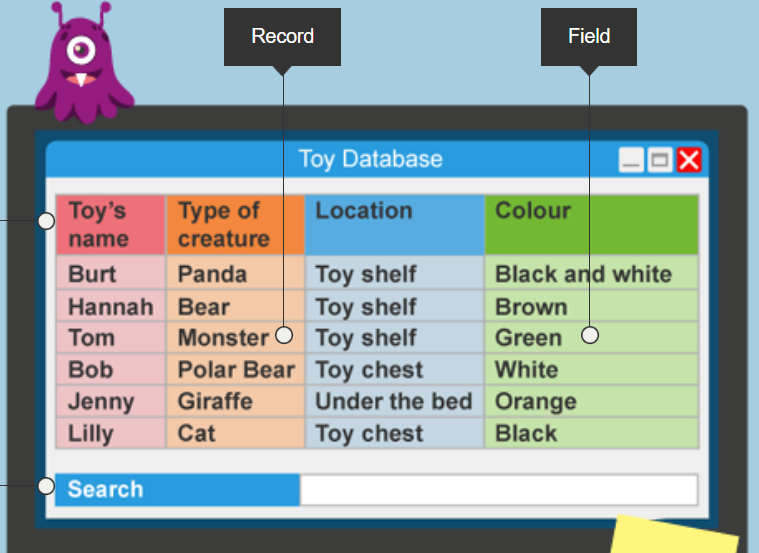 Record
Field
Toy Database
Toy's name
Type of creature
Location
Colour
Burt Panda Toy shelf Black and white
Hannah Bear Toy shelf Brown
Tom Monster Toy shelf Green
Bob Polar Bear Toy chest White
Jenny Giraffe Under the bed Orange
Lilly Cat Toy chest Black
Search